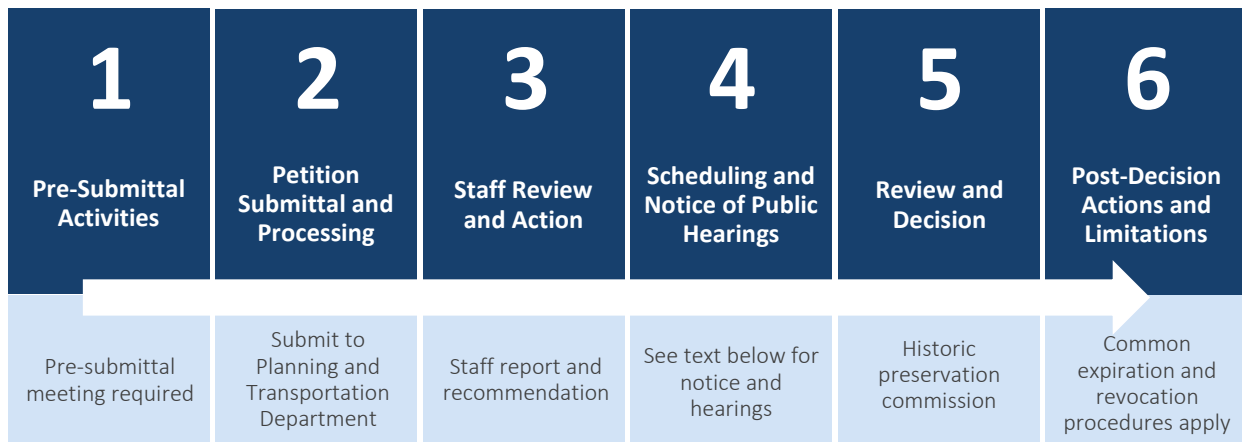 1
Pre-Submittal
Activities
Pre-submittal
meeting required
2
Petition
Submittal and
Processing
Submit to
Planning and
Transportation
Department
3
Staff Review
and Action
Staff report and
recommendation
4
Scheduling and
Notice of Public
Hearings
See text below for
notice and
hearings
5
Review and
Decision
Historic
preservation
commission
6
Post-Decision
Actions and
Limitations
Common
expiration and
revocation
procedures apply